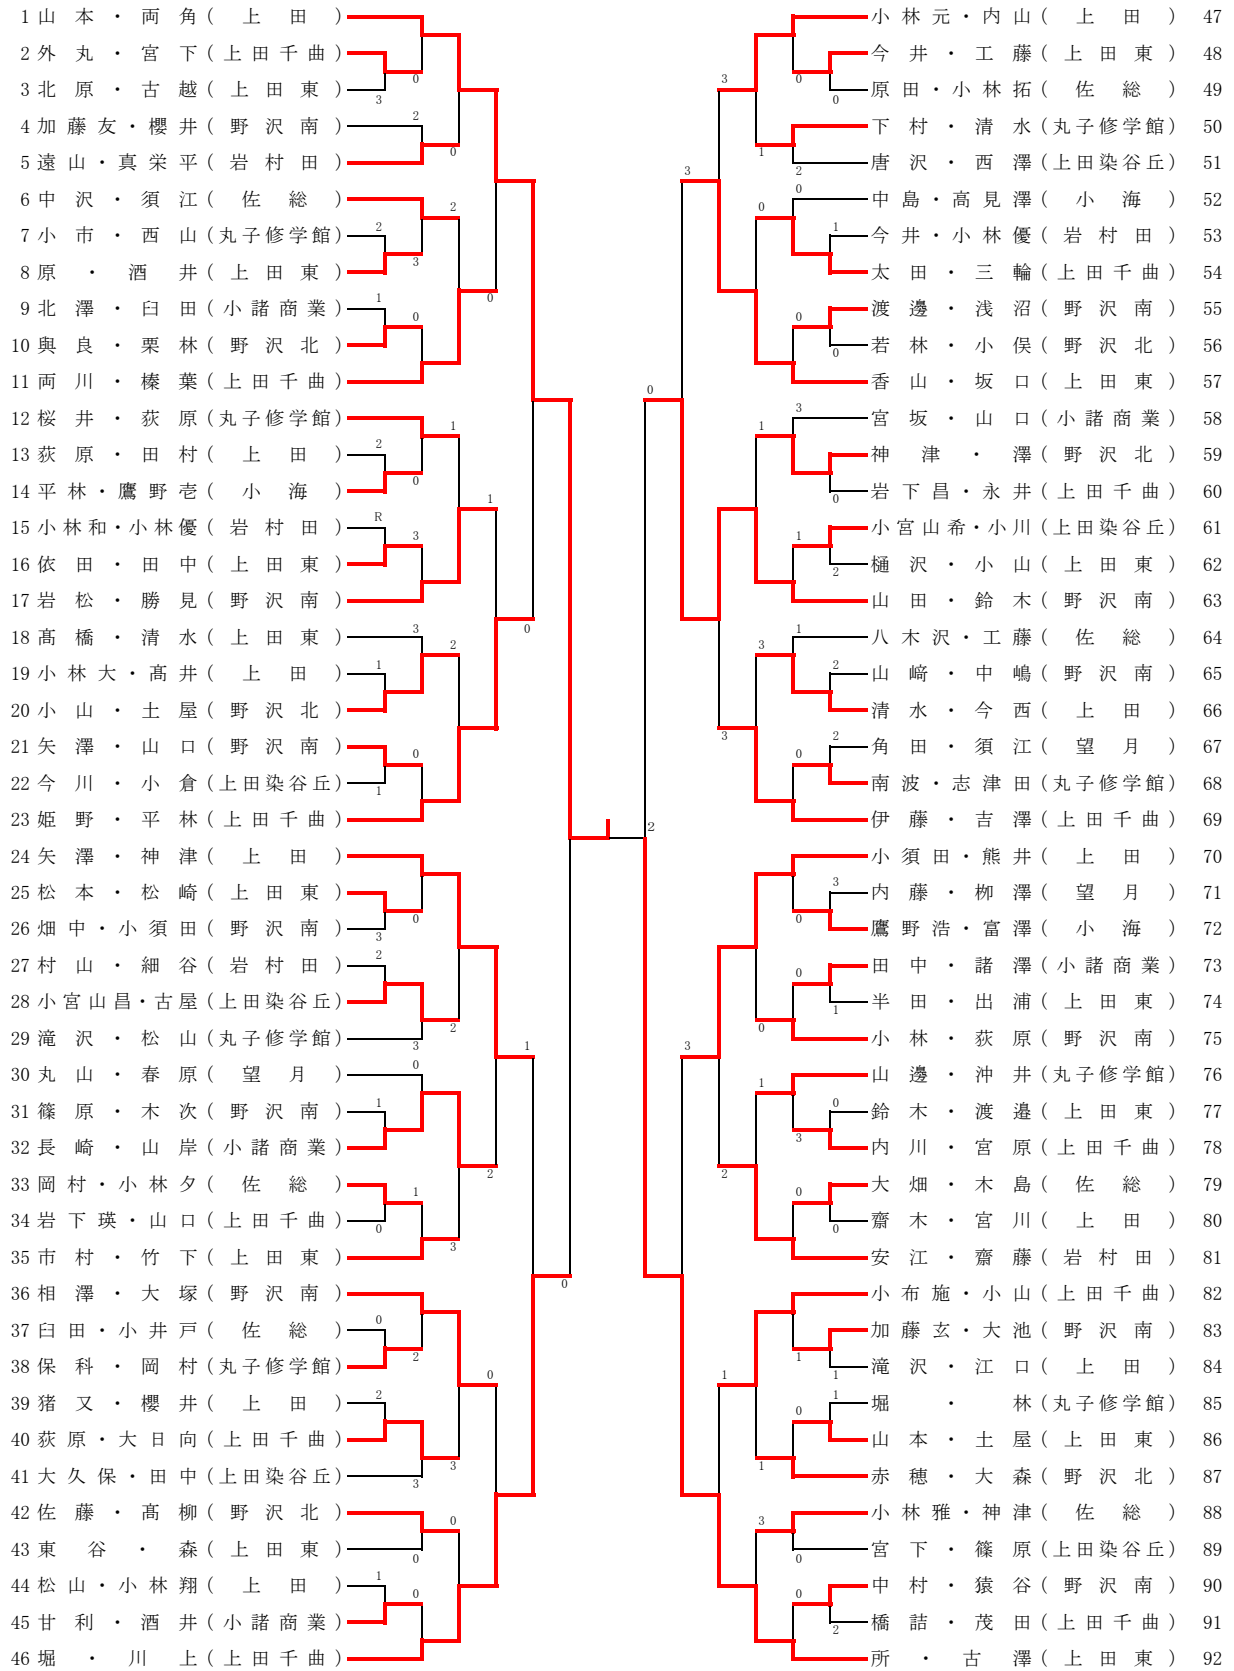 1 山本・両角(上田)
2 外丸・宮下(上田千曲)
3 北原・古越(上田東)
4 加藤友・櫻井(野沢南)
5 遠山・真栄平(岩村田)
6 中沢・須江(佐総)
7 小市・西山(丸子修学館)
8 原・酒井(上田東)
9 北澤・臼田(小諸商業)
10 與良・栗林(野沢北)
11 両川・榛葉(上田千曲)
12 桜井・荻原(丸子修学館)
13 荻原・田村(上田)
14 平林・鷹野壱(小海)
15 小林和・小林優(岩村田)
16 依田・田中(上田東)
17 岩松・勝見(野沢南)
18 髙橋・清水(上田東)
19 小林大・髙井(上田)
20 小山・土屋(野沢北)
21 矢澤・山口(野沢南)
22 今川・小倉(上田染谷丘)
23 姫野・平林(上田千曲)
24 矢澤・神津(上田)
25 松本・松崎(上田東)
26 畑中・小須田(野沢南)
27 村山・細谷(岩村田)
28 小宮山昌・古屋(上田染谷丘)
29 滝沢・松山(丸子修学館)
30 丸山・春原(望月)
31 篠原・木次(野沢南)
32 長崎・山岸(小諸商業)
33 岡村・小林夕(佐総)
34 岩下瑛・山口(上田千曲)
35 市村・竹下(上田東)
36 相澤・大塚(野沢南)
37 臼田・小井戸(佐総)
38 保科・岡村(丸子修学館)
39 猪又・櫻井(上田)
40 荻原・大日向(上田千曲)
41 大久保・田中(上田染谷丘)
42 佐藤・髙柳(野沢北)
43 東谷・森(上田東)
44 松山・小林翔(上田)
45 甘利・酒井(小諸商業)
46 堀・川上(上田千曲)
小林元・内山(上田) 47
今井・工藤(上田東) 48
原田・小林拓(佐総) 49
下村・清水(丸子修学館) 50
唐沢・西澤(上田染谷丘) 51
中島・高見澤(小海) 52
今井・小林優(岩村田) 53
太田・三輪(上田千曲) 54
渡邊・浅沼(野沢南) 55
若林・小俣(野沢北) 56
香山・坂口(上田東) 57
宮坂・山口(小諸商業) 58
神津・澤(野沢北) 59
岩下昌・永井(上田千曲) 60
小宮山希・小川(上田染谷丘) 61
樋沢・小山(上田東) 62
山田・鈴木(野沢南) 63
八木沢・工藤(佐総) 64
山﨑・中嶋(野沢南) 65
清水・今西(上田) 66
角田・須江(望月) 67
南波・志津田(丸子修学館) 68
伊藤・吉澤(上田千曲) 69
小須田・熊井(上田) 70
内藤・栁澤(望月) 71
鷹野浩・富澤(小海) 72
田中・諸澤(小諸商業) 73
半田・出浦(上田東) 74
小林・荻原(野沢南) 75
山邊・沖井(丸子修学館) 76
鈴木・渡邉(上田東) 77
内川・宮原(上田千曲) 78
大畑・木島(佐総) 79
齋木・宮川(上田) 80
安江・齋藤(岩村田) 81
小布施・小山(上田千曲) 82
加藤玄・大池(野沢南) 83
滝沢・江口(上田) 84
堀・林(丸子修学館) 85
山本・土屋(上田東) 86
赤穂・大森(野沢北) 87
小林雅・神津(佐総) 88
宮下・篠原(上田染谷丘) 89
中村・猿谷(野沢南) 90
橋詰・茂田(上田千曲) 91
所・古澤(上田東) 92